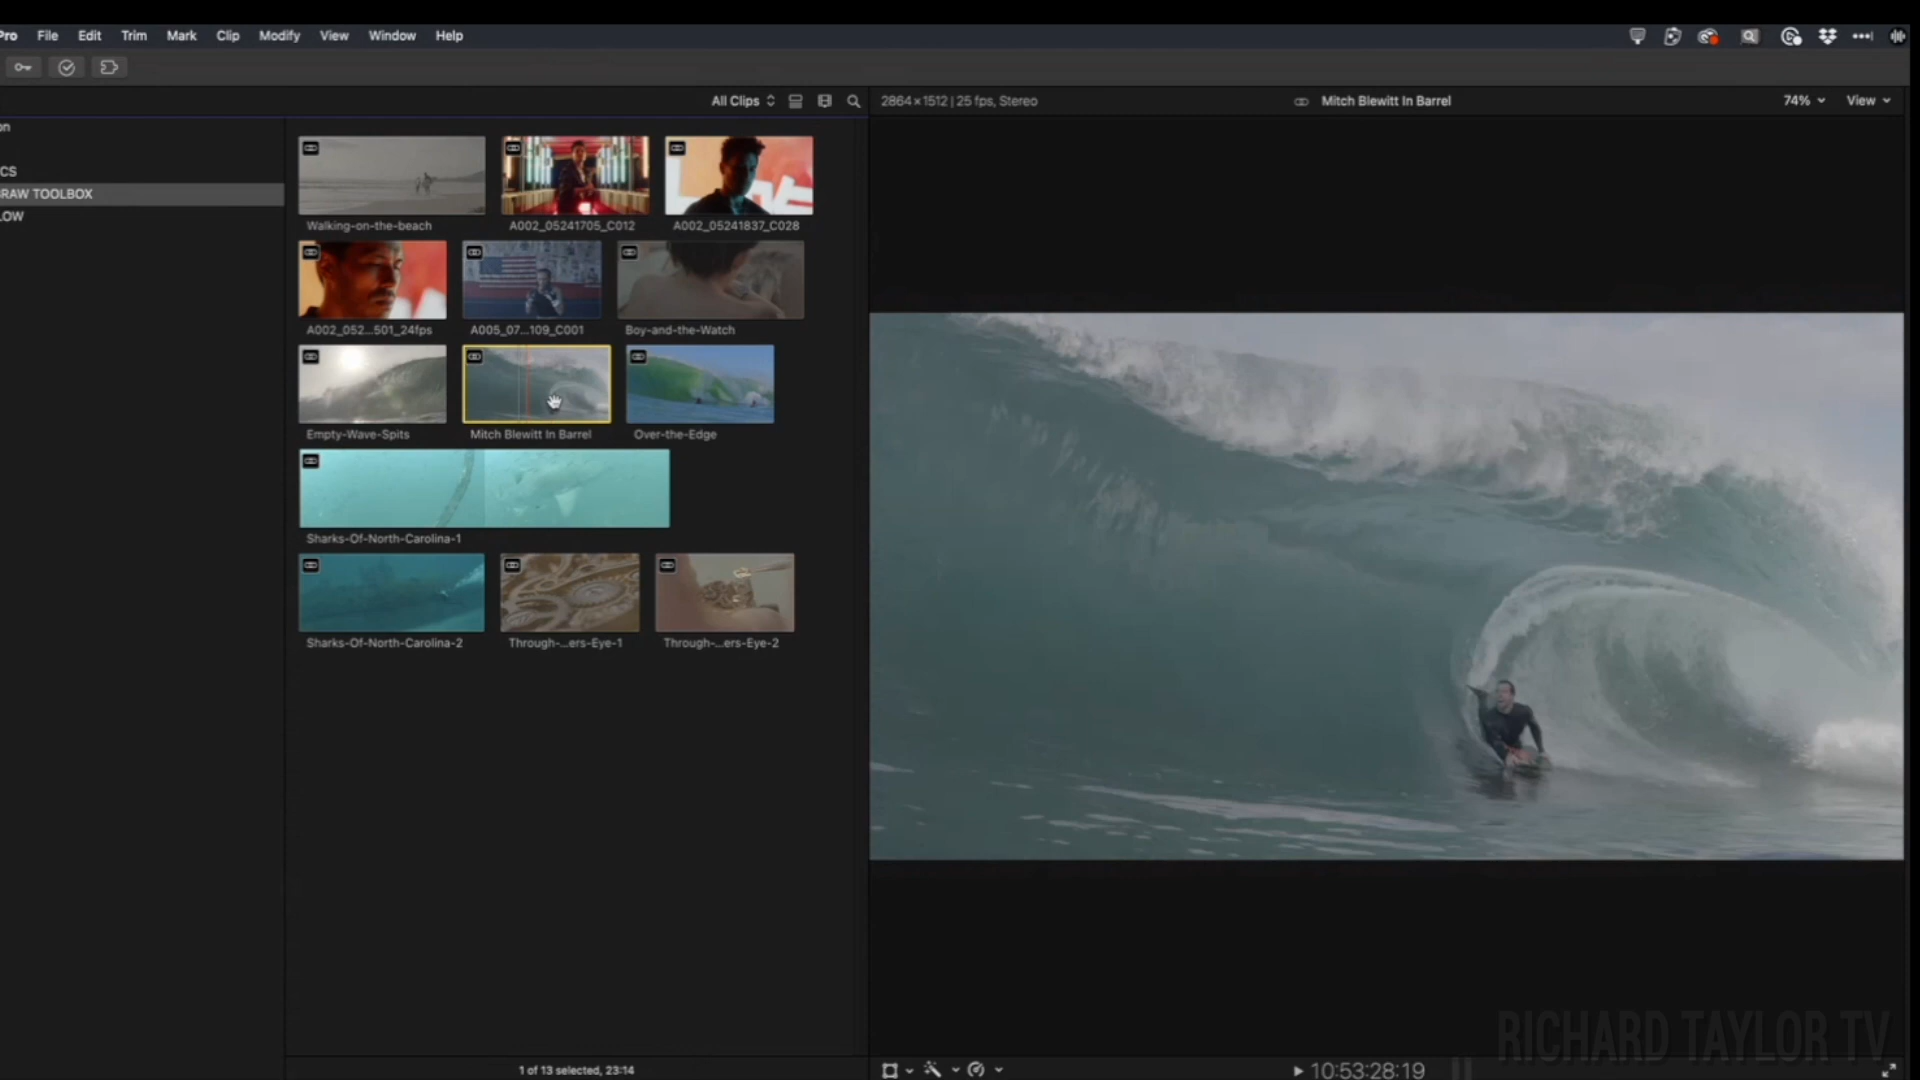 Pro File Edit Trim Mark Clip Modify View Window Help
All Clips
2864×1512 | 25 fps, Stereo
Mitch Blewitt In Barrel
74%
View
on
CS
RAW TOOLBOX
LOW
Walking-on-the-beach
A002_05241705_C012
A002_05241837_C028
A002_052...501_24fps
A005_07...109_C001
Boy-and-the-Watch
Empty-Wave-Spits
Mitch Blewitt In Barrel
Over-the-Edge
Sharks-Of-North-Carolina-1
Sharks-Of-North-Carolina-2
Through-...ers-Eye-1
Through-...ers-Eye-2
1 of 13 selected, 23:14
10:53:28:19
RICHARD TAYLOR TV